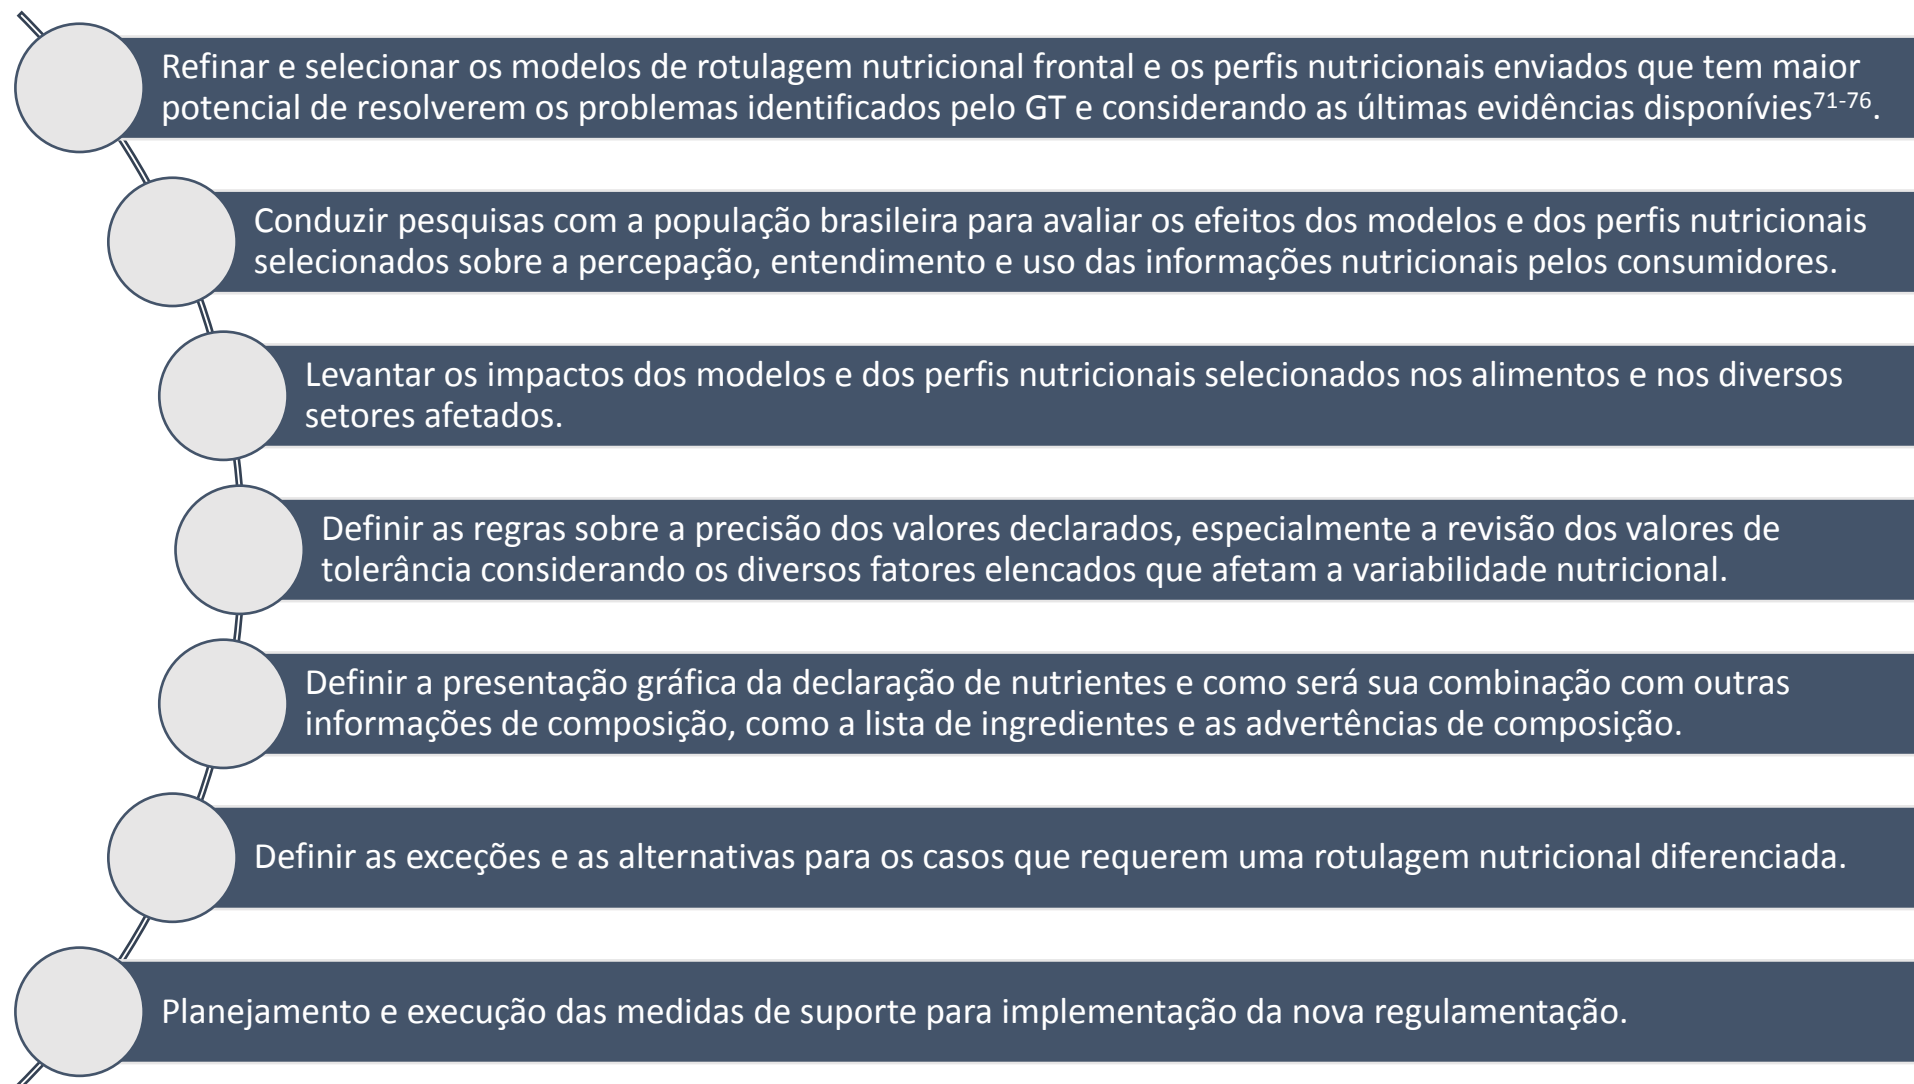 Refinar e selecionar os modelos de rotulagem nutricional frontal e os perfis nutricionais enviados que tem maior
potencial de resolverem os problemas identificados pelo GT e considerando as últimas evidências disponívies⁷¹⁻⁷⁶.
Conduzir pesquisas com a população brasileira para avaliar os efeitos dos modelos e dos perfis nutricionais
selecionados sobre a percepação, entendimento e uso das informações nutricionais pelos consumidores.
Levantar os impactos dos modelos e dos perfis nutricionais selecionados nos alimentos e nos diversos
setores afetados.
Definir as regras sobre a precisão dos valores declarados, especialmente a revisão dos valores de
tolerância considerando os diversos fatores elencados que afetam a variabilidade nutricional.
Definir a presentação gráfica da declaração de nutrientes e como será sua combinação com outras
informações de composição, como a lista de ingredientes e as advertências de composição.
Definir as exceções e as alternativas para os casos que requerem uma rotulagem nutricional diferenciada.
Planejamento e execução das medidas de suporte para implementação da nova regulamentação.